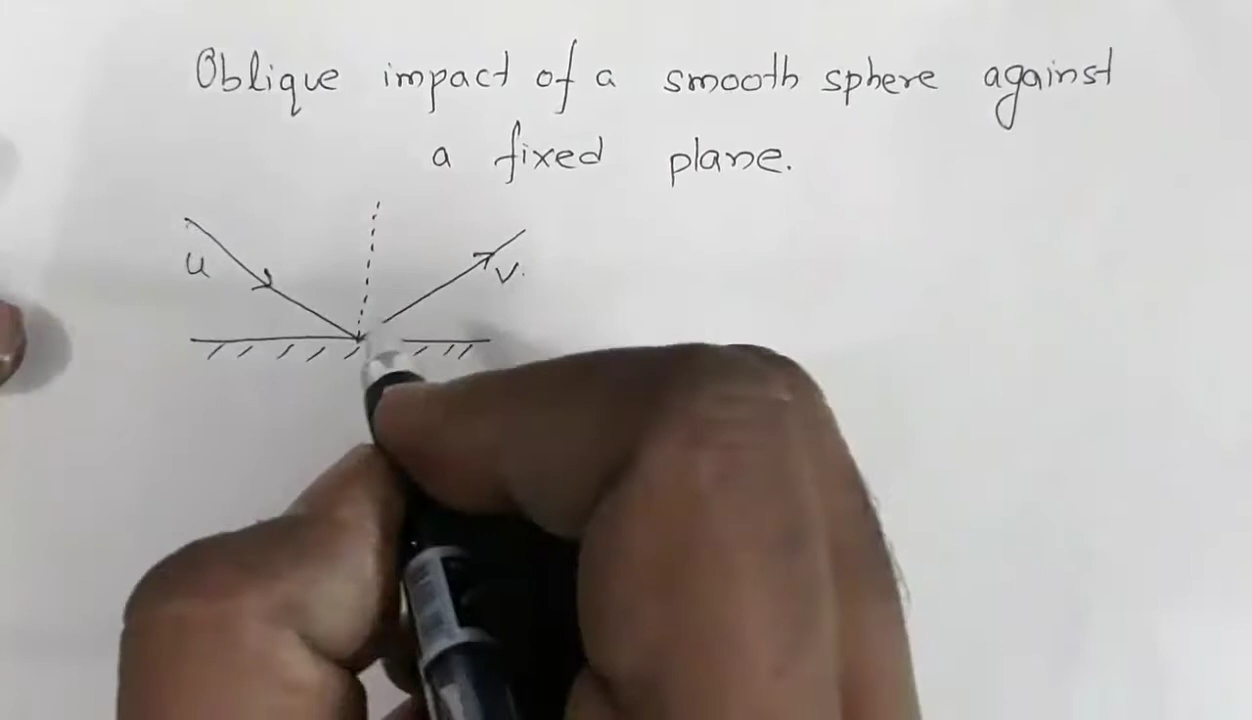 Oblique impact of a smooth sphere against
a fixed plane.
u
v.